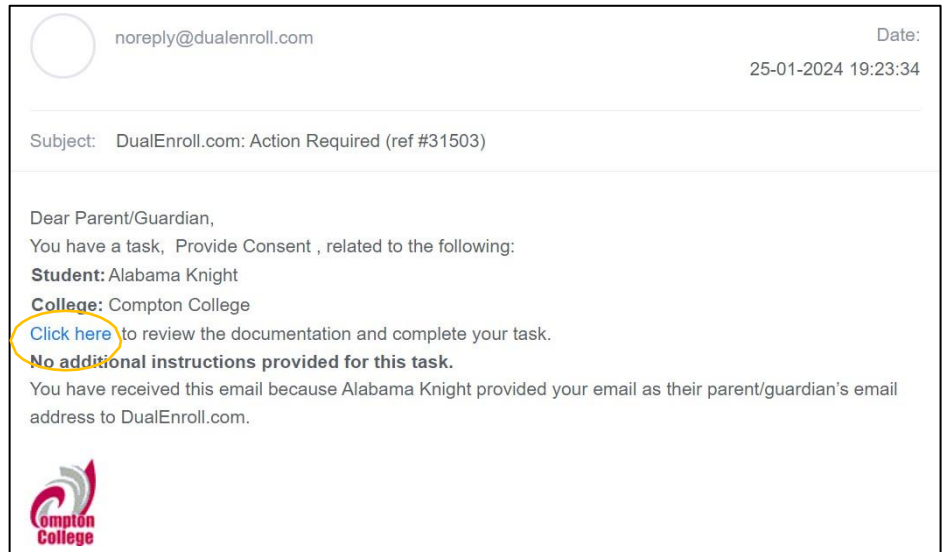 noreply@dualenroll.com
Date:
25-01-2024 19:23:34
Subject: DualEnroll.com: Action Required (ref #31503)
Dear Parent/Guardian,
You have a task, Provide Consent , related to the following:
Student: Alabama Knight
College: Compton College
Click here to review the documentation and complete your task.
No additional instructions provided for this task.
You have received this email because Alabama Knight provided your email as their parent/guardian’s email
address to DualEnroll.com.
Compton
College